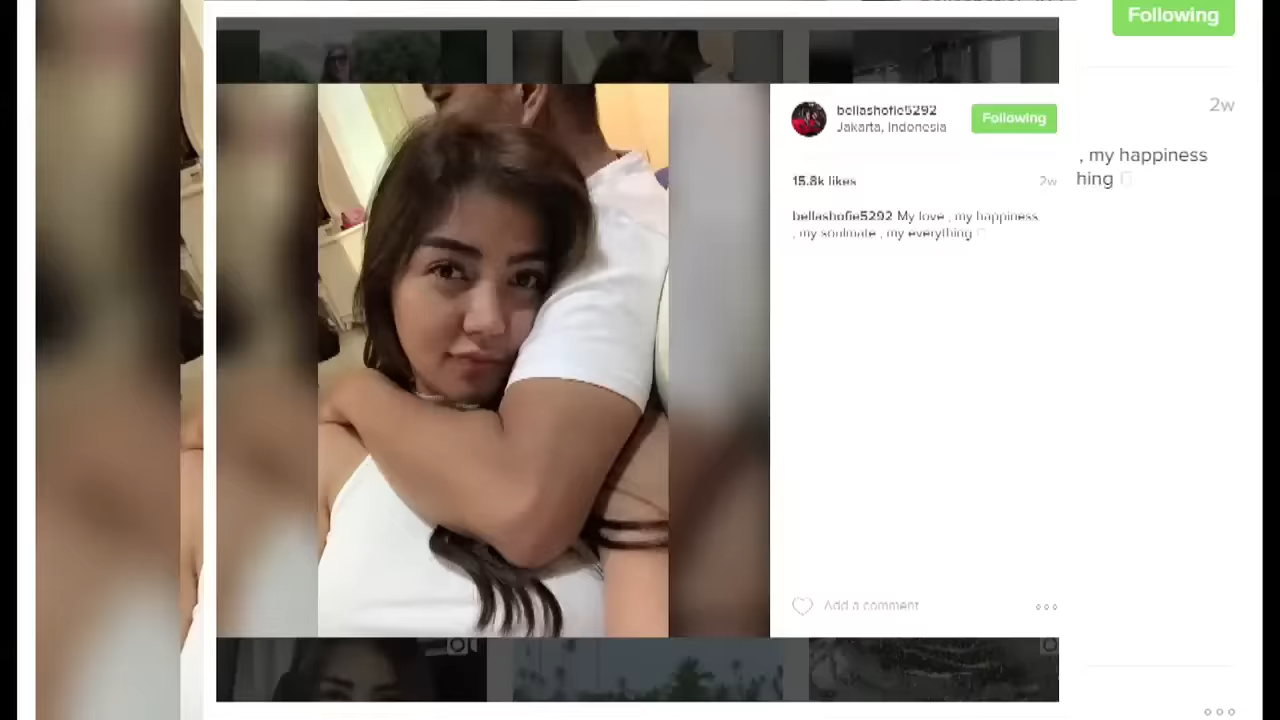 Following
2w
, my happiness
hing
bellashofie5292
Jakarta, Indonesia
Following
15.8k likes
2w
bellashofie5292 My love , my happiness
, my soulmate , my everything
Add a comment